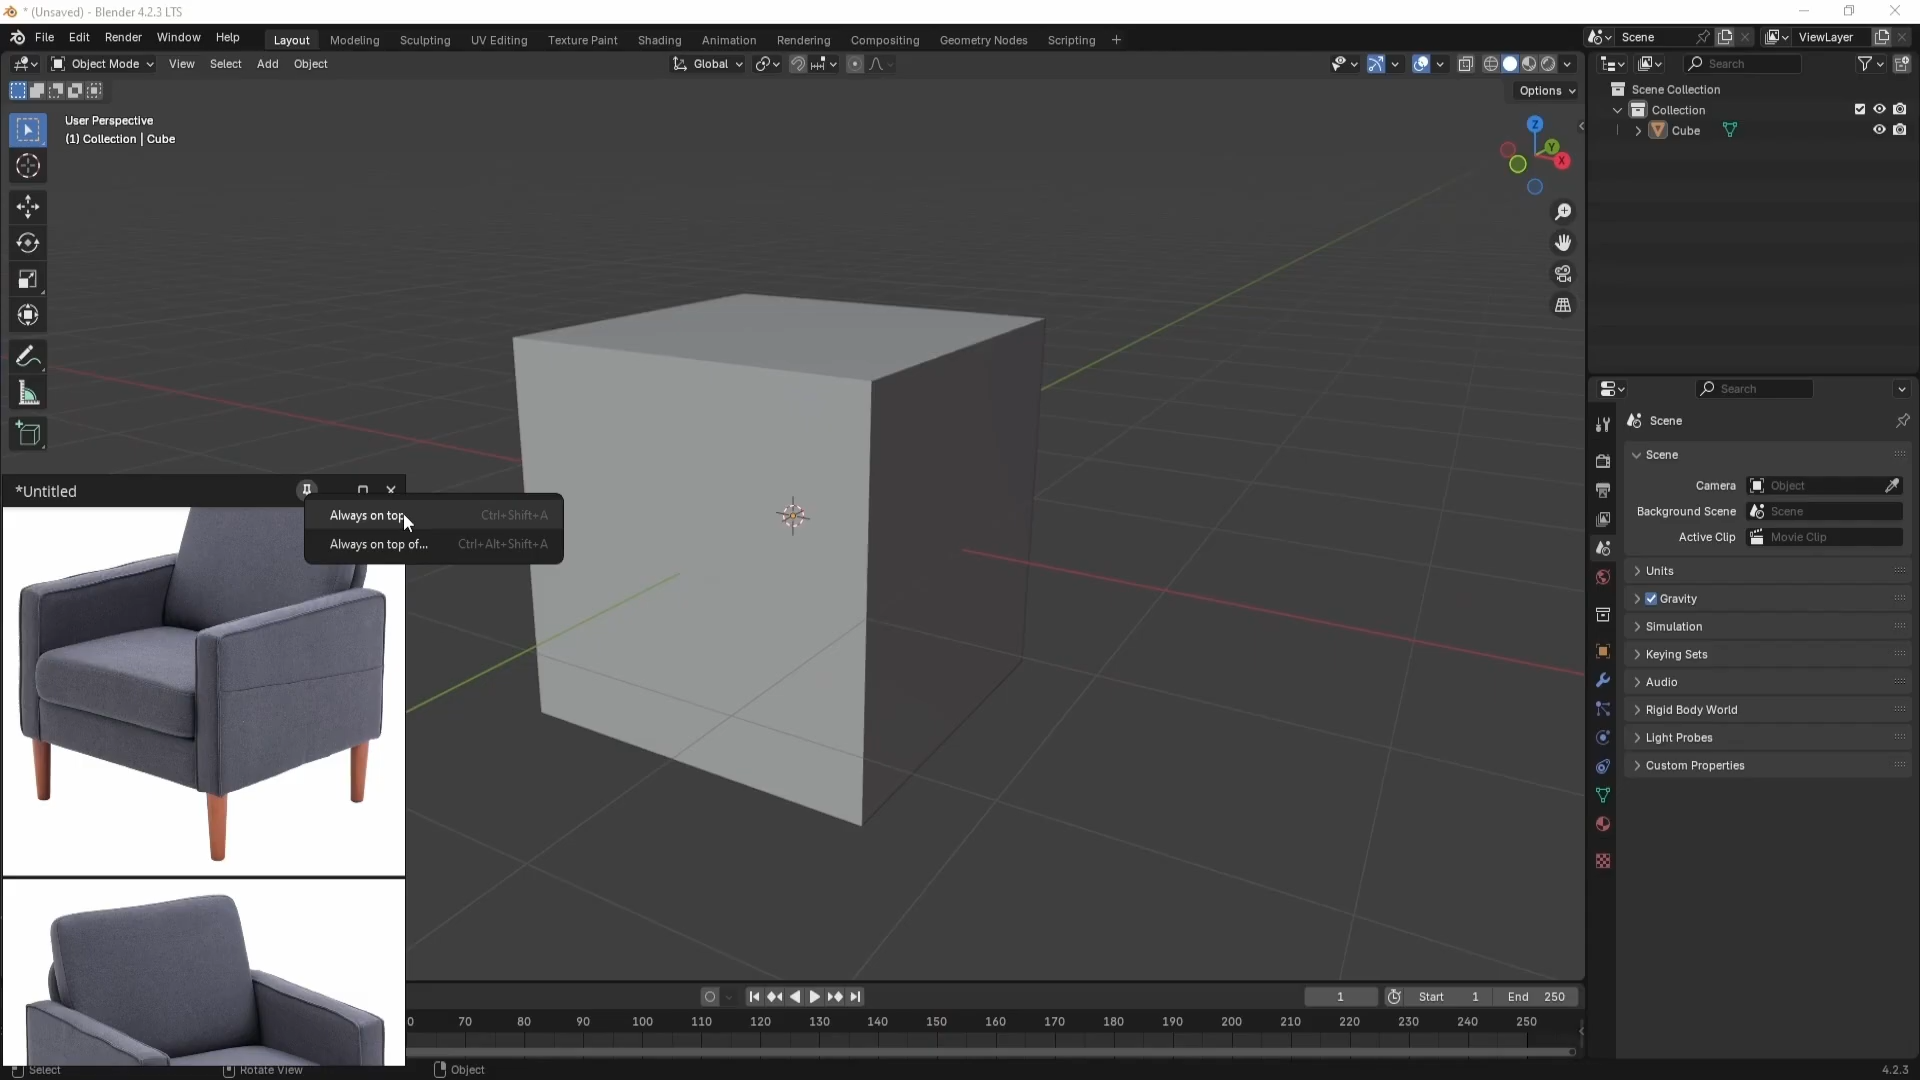 * (Unsaved) - Blender 4.2.3 LTS
File Edit Render Window Help
Layout Modeling Sculpting UV Editing Texture Paint Shading Animation Rendering Compositing Geometry Nodes Scripting +
Scene
ViewLayer
Object Mode View Select Add Object
Global
Search
Options
User Perspective
(1) Collection | Cube
Z
Y
X
Scene Collection
Collection
Cube
Search
Scene
Scene
Camera Object
Background Scene Scene
Active Clip Movie Clip
Units
Gravity
Simulation
Keying Sets
Audio
Rigid Body World
Light Probes
Custom Properties
*Untitled
Always on top Ctrl+Shift+A
Always on top of... Ctrl+Alt+Shift+A
1 Start 1 End 250
0 70 80 90 100 110 120 130 140 150 160 170 180 190 200 210 220 230 240 250
Select Rotate View Object 4.2.3